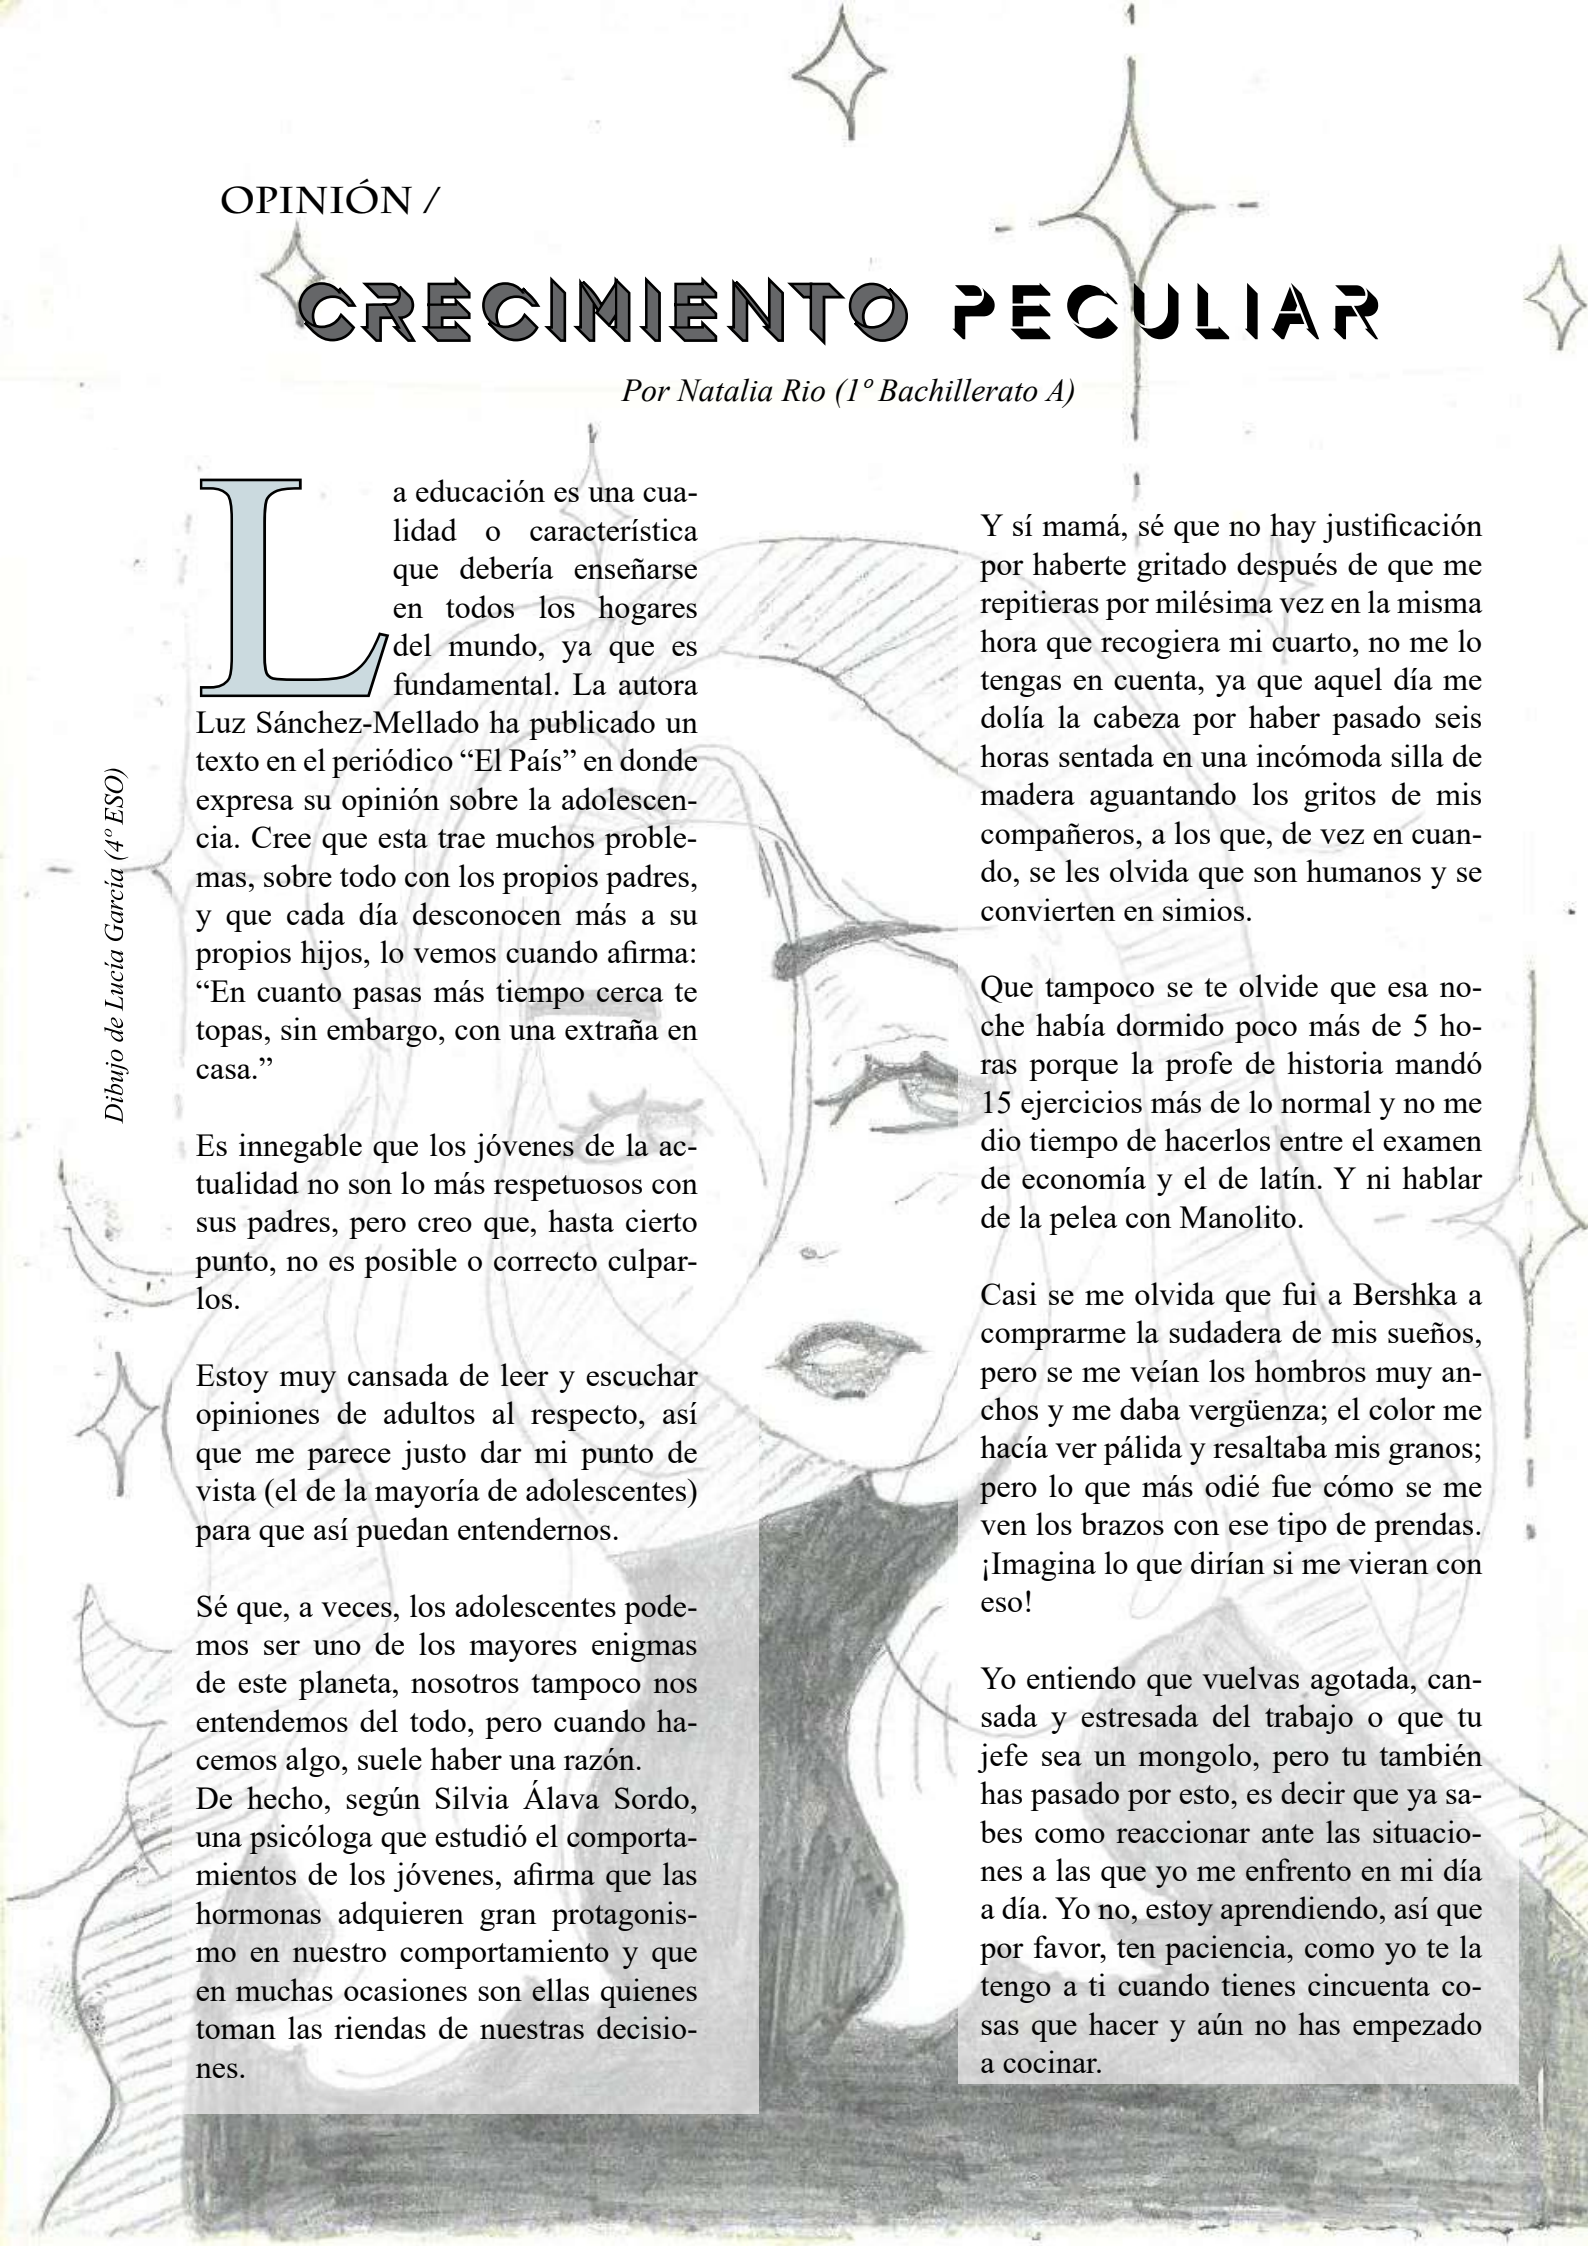 OPINIÓN /
CRECIMIENTO PECULIAR
Por Natalia Rio (1º Bachillerato A)
La educación es una cua-
lidad o característica
que debería enseñarse
en todos los hogares
del mundo, ya que es
fundamental. La autora
Luz Sánchez-Mellado ha publicado un
texto en el periódico “El País” en donde
expresa su opinión sobre la adolescen-
cia. Cree que esta trae muchos proble-
mas, sobre todo con los propios padres,
y que cada día desconocen más a su
propios hijos, lo vemos cuando afirma:
“En cuanto pasas más tiempo cerca te
topas, sin embargo, con una extraña en
casa.”
Es innegable que los jóvenes de la ac-
tualidad no son lo más respetuosos con
sus padres, pero creo que, hasta cierto
punto, no es posible o correcto culpar-
los.
Estoy muy cansada de leer y escuchar
opiniones de adultos al respecto, así
que me parece justo dar mi punto de
vista (el de la mayoría de adolescentes)
para que así puedan entendernos.
Sé que, a veces, los adolescentes pode-
mos ser uno de los mayores enigmas
de este planeta, nosotros tampoco nos
entendemos del todo, pero cuando ha-
cemos algo, suele haber una razón.
De hecho, según Silvia Álava Sordo,
una psicóloga que estudió el comporta-
mientos de los jóvenes, afirma que las
hormonas adquieren gran protagonis-
mo en nuestro comportamiento y que
en muchas ocasiones son ellas quienes
toman las riendas de nuestras decisio-
nes.
Y sí mamá, sé que no hay justificación
por haberte gritado después de que me
repitieras por milésima vez en la misma
hora que recogiera mi cuarto, no me lo
tengas en cuenta, ya que aquel día me
dolía la cabeza por haber pasado seis
horas sentada en una incómoda silla de
madera aguantando los gritos de mis
compañeros, a los que, de vez en cuan-
do, se les olvida que son humanos y se
convierten en simios.
Que tampoco se te olvide que esa no-
che había dormido poco más de 5 ho-
ras porque la profe de historia mandó
15 ejercicios más de lo normal y no me
dio tiempo de hacerlos entre el examen
de economía y el de latín. Y ni hablar
de la pelea con Manolito.
Casi se me olvida que fui a Bershka a
comprarme la sudadera de mis sueños,
pero se me veían los hombros muy an-
chos y me daba vergüenza; el color me
hacía ver pálida y resaltaba mis granos;
pero lo que más odié fue cómo se me
ven los brazos con ese tipo de prendas.
¡Imagina lo que dirían si me vieran con
eso!
Yo entiendo que vuelvas agotada, can-
sada y estresada del trabajo o que tu
jefe sea un mongolo, pero tu también
has pasado por esto, es decir que ya sa-
bes como reaccionar ante las situacio-
nes a las que yo me enfrento en mi día
a día. Yo no, estoy aprendiendo, así que
por favor, ten paciencia, como yo te la
tengo a ti cuando tienes cincuenta co-
sas que hacer y aún no has empezado
a cocinar.
Dibujo de Lucía García (4º ESO)